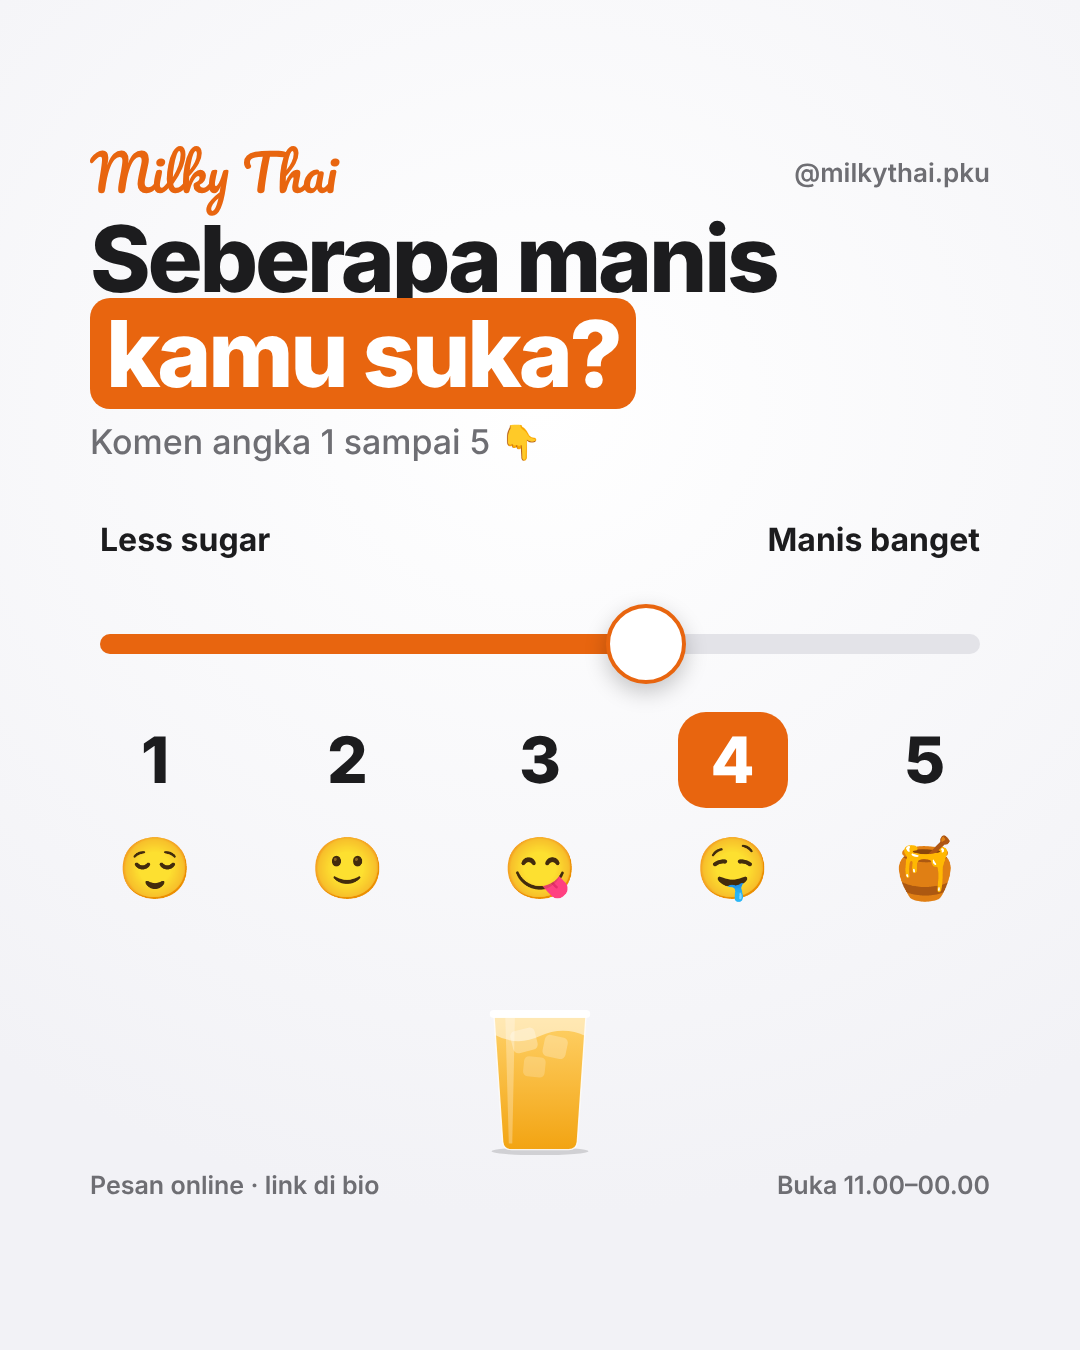 Milky Thai
@milkythai.pku
Seberapa manis
kamu suka?
Komen angka 1 sampai 5 👇
Less sugar
Manis banget
1 2 3 4 5
Pesan online · link di bio
Buka 11.00–00.00